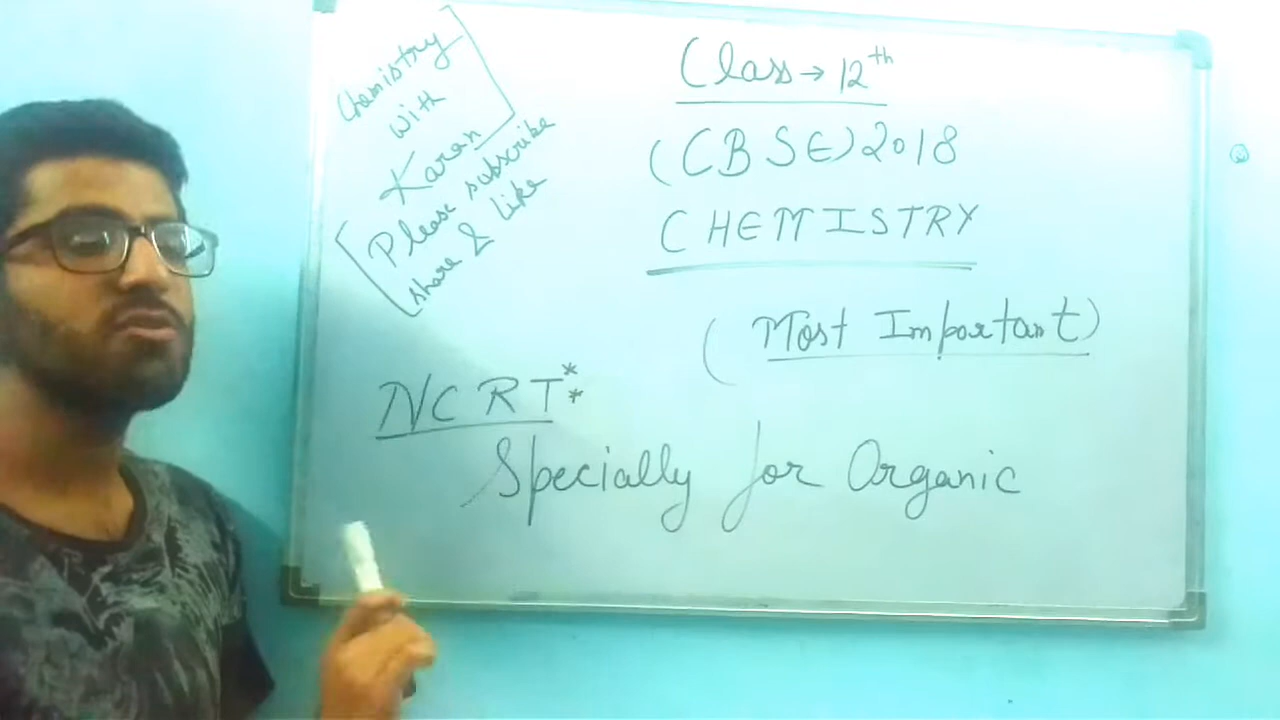 Chemistry
with
Karan
Please subscribe
share & Like
Class → 12th
(CBSE) 2018
CHEMISTRY
(Most Important)
NCRT**
Specially for Organic